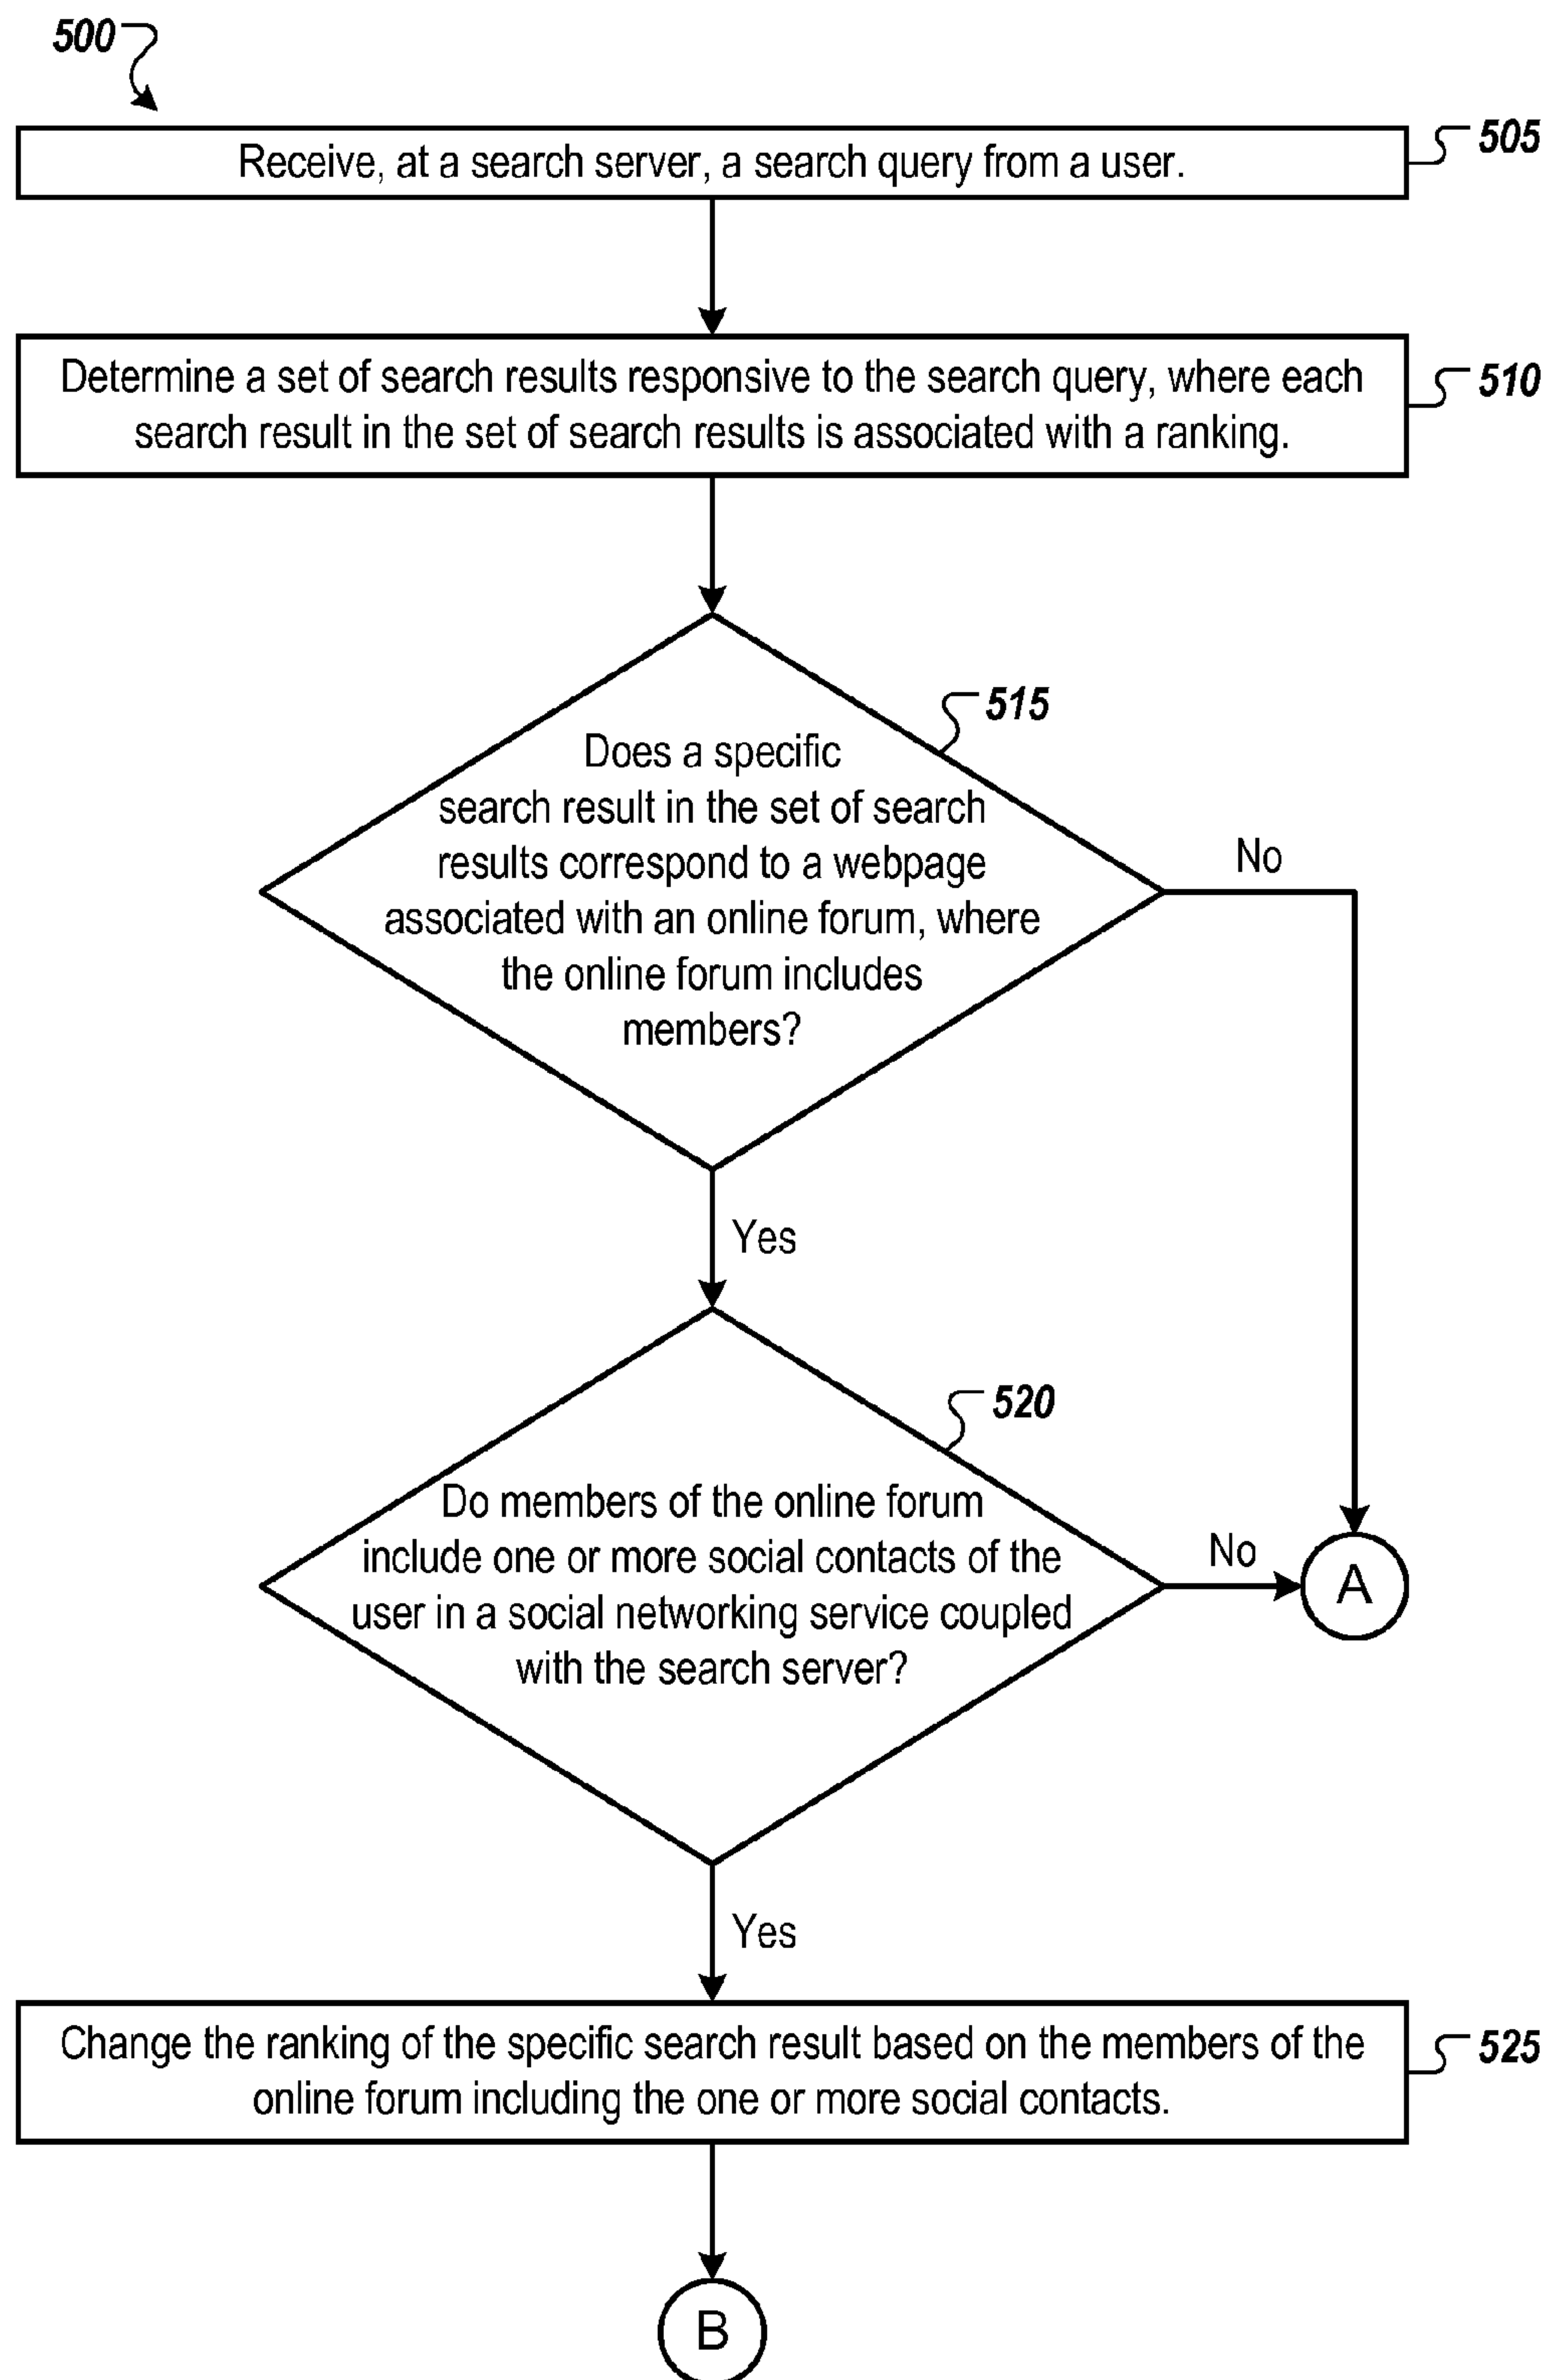 500
Receive, at a search server, a search query from a user.
505
Determine a set of search results responsive to the search query, where each
search result in the set of search results is associated with a ranking.
510
515
Does a specific
search result in the set of search
results correspond to a webpage
associated with an online forum, where
the online forum includes
members?
No
Yes
520
Do members of the online forum
include one or more social contacts of the
user in a social networking service coupled
with the search server?
No
A
Yes
Change the ranking of the specific search result based on the members of the
online forum including the one or more social contacts.
525
B